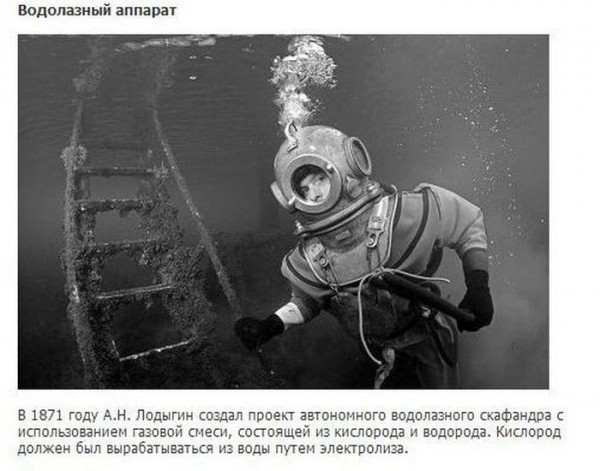 Водолазный аппарат
В 1871 году А.Н. Лодыгин создал проект автономного водолазного скафандра с
использованием газовой смеси, состоящей из кислорода и водорода. Кислород
должен был вырабатываться из воды путем электролиза.